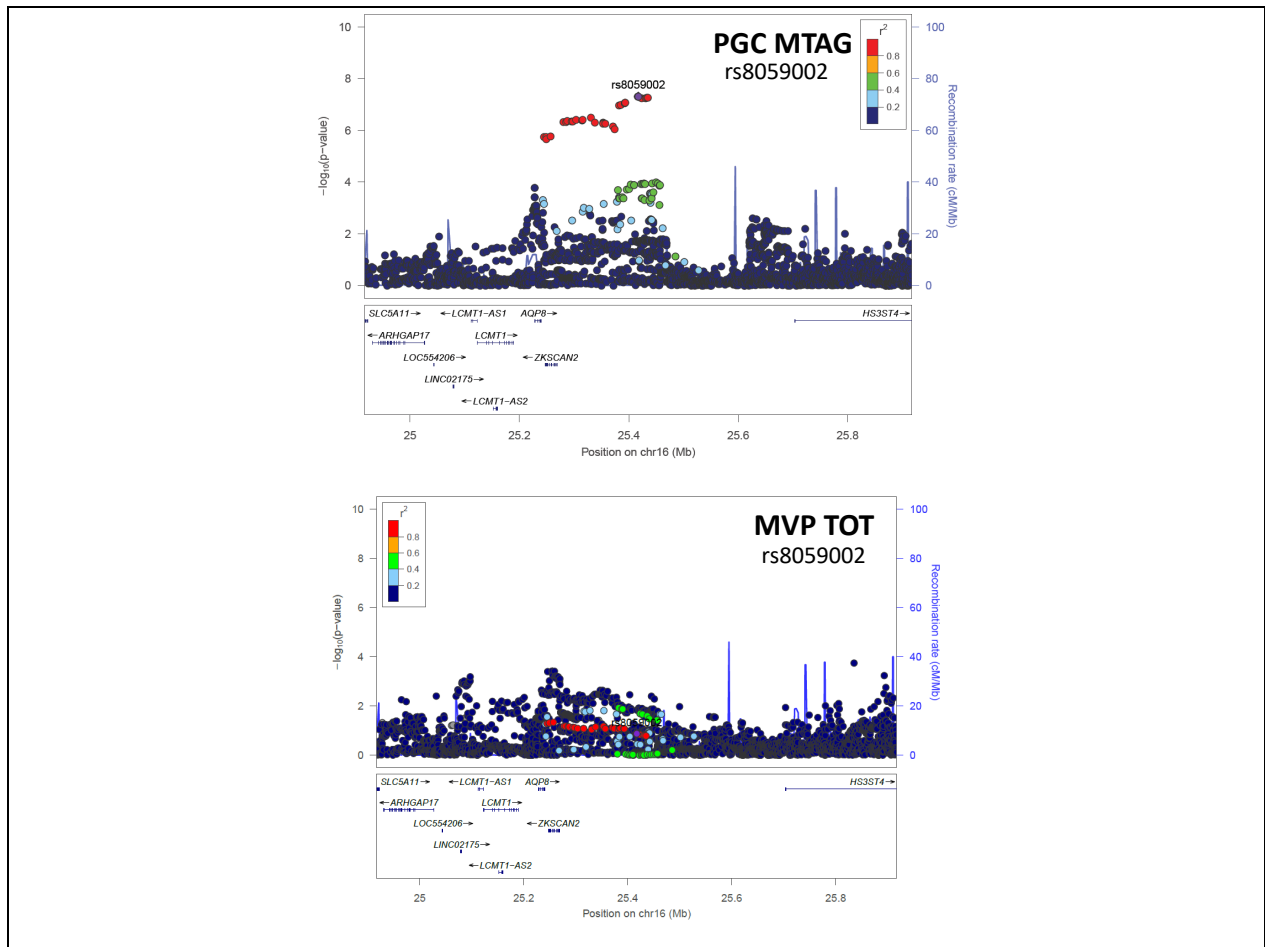 PGC MTAG
rs8059002
r2
0.8
0.6
0.4
0.2
rs8059002
10
8
6
4
2
0
−log10(p−value)
100
80
60
40
20
0
Recombination rate (cM/Mb)
SLC5A11→
←LCMT1−AS1
AQP8→
HS3ST4→
←ARHGAP17
LCMT1→
LOC554206→
←ZKSCAN2
LINC02175→
←LCMT1−AS2
25
25.2
25.4
25.6
25.8
Position on chr16 (Mb)
MVP TOT
rs8059002
r2
0.8
0.6
0.4
0.2
rs8059002
10
8
6
4
2
0
−log10(p−value)
100
80
60
40
20
0
Recombination rate (cM/Mb)
SLC5A11→
←LCMT1−AS1
AQP8→
HS3ST4→
←ARHGAP17
LCMT1→
LOC554206→
←ZKSCAN2
LINC02175→
←LCMT1−AS2
25
25.2
25.4
25.6
25.8
Position on chr16 (Mb)